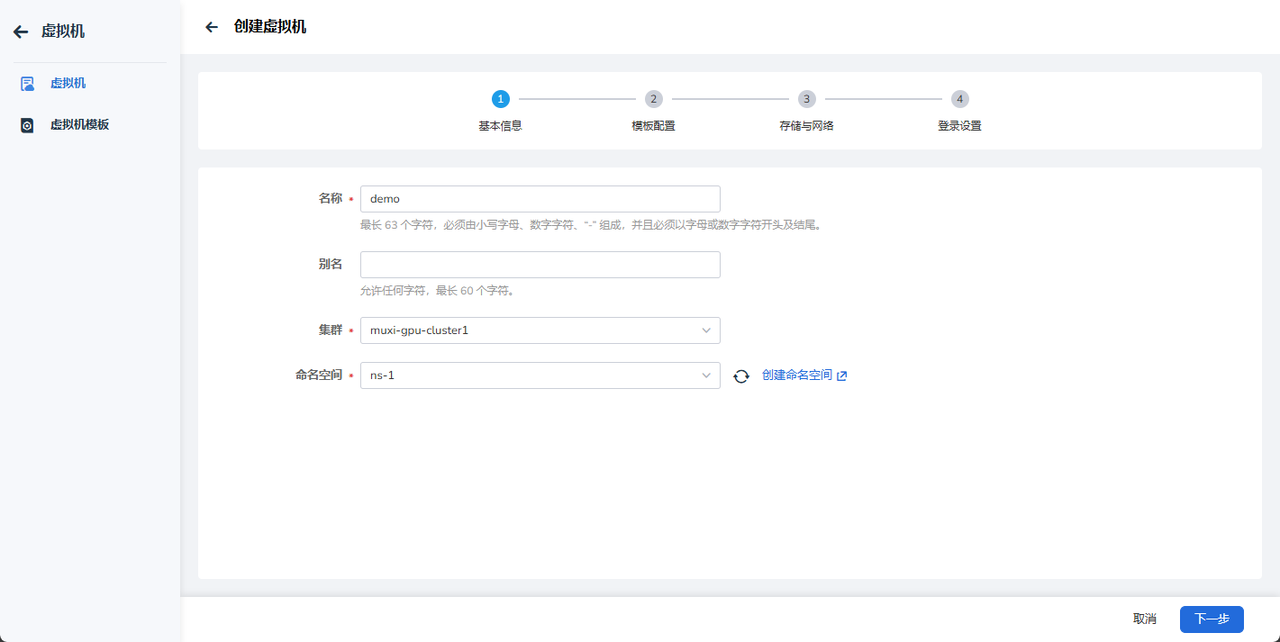 虚拟机
虚拟机
虚拟机模板
创建虚拟机
1 2 3 4
基本信息 模板配置 存储与网络 登录设置
名称 * demo
最长 63 个字符，必须由小写字母、数字字符、“-” 组成，并且必须以字母或数字字符开头及结尾。
别名
允许任何字符，最长 60 个字符。
集群 * muxi-gpu-cluster1
命名空间 * ns-1 创建命名空间
取消 下一步